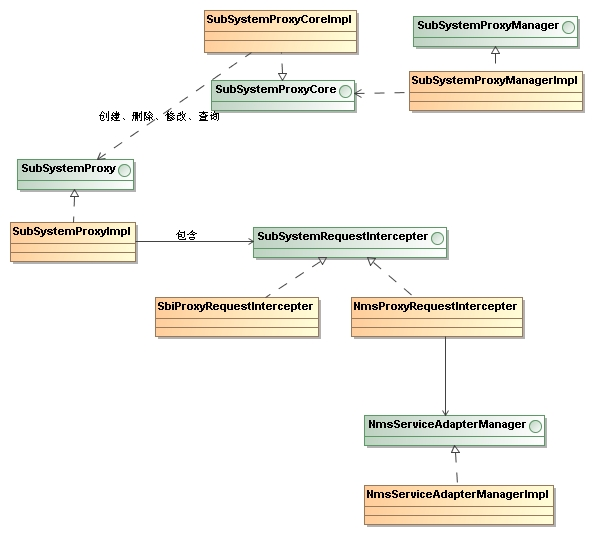 SubSystemProxyCoreImpl
SubSystemProxyManager
SubSystemProxyCore
SubSystemProxyManagerImpl
创建、删除、修改、查询
SubSystemProxy
SubSystemProxyImpl
包含
SubSystemRequestIntercepter
SbiProxyRequestIntercepter
NmsProxyRequestIntercepter
NmsServiceAdapterManager
NmsServiceAdapterManagerImpl